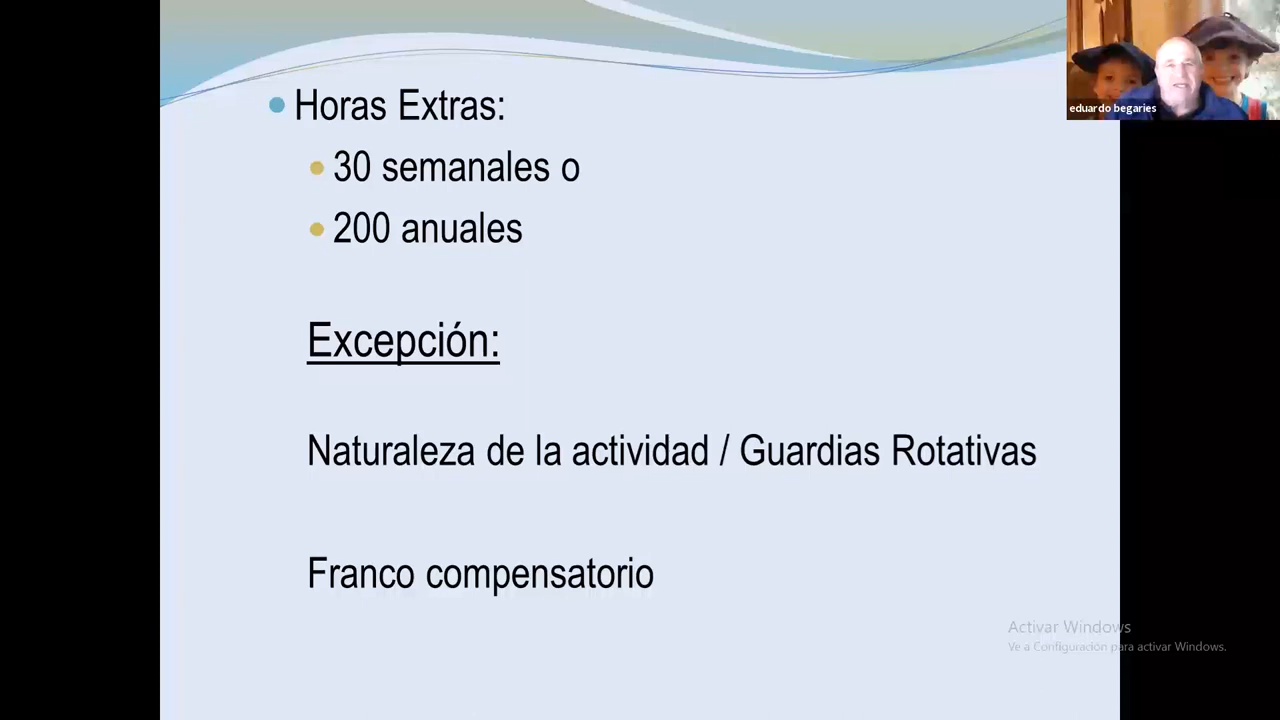 eduardo begaries
Horas Extras:
30 semanales o
200 anuales
Excepción:
Naturaleza de la actividad / Guardias Rotativas
Franco compensatorio
Activar Windows
Ve a Configuración para activar Windows.